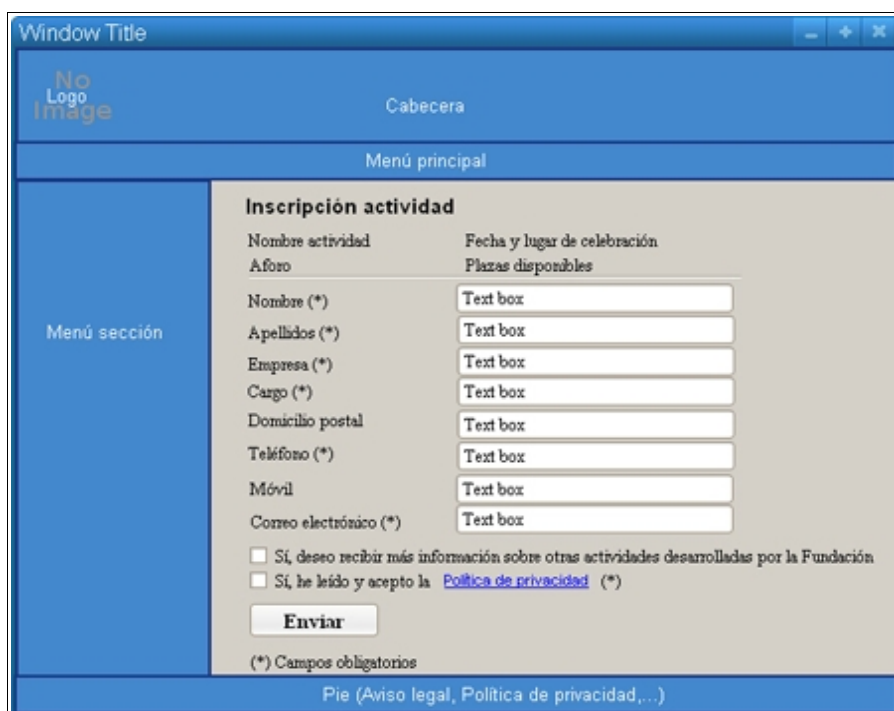 Window Title
No
Logo
Image
Cabecera
Menú principal
Menú sección
Inscripción actividad
Nombre actividad Fecha y lugar de celebración
Aforo Plazas disponibles
Nombre (*) Text box
Apellidos (*) Text box
Empresa (*) Text box
Cargo (*) Text box
Domicilio postal Text box
Teléfono (*) Text box
Móvil Text box
Correo electrónico (*) Text box
Sí, deseo recibir más información sobre otras actividades desarrolladas por la Fundación
Sí, he leído y acepto la Política de privacidad (*)
Enviar
(*) Campos obligatorios
Pie (Aviso legal, Política de privacidad,...)